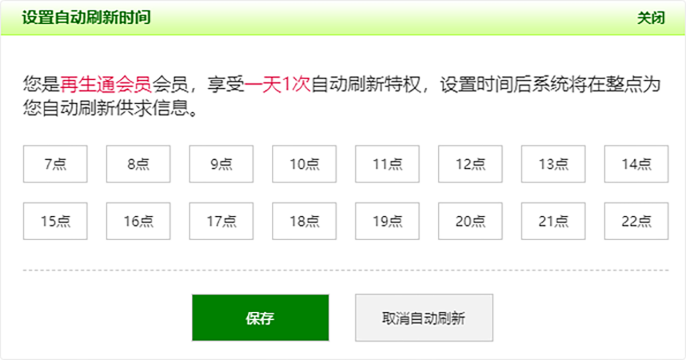 设置自动刷新时间 关闭
您是再生通会员会员，享受一天1次自动刷新特权，设置时间后系统将在整点为
您自动刷新供求信息。
7点 8点 9点 10点 11点 12点 13点 14点
15点 16点 17点 18点 19点 20点 21点 22点
保存 取消自动刷新